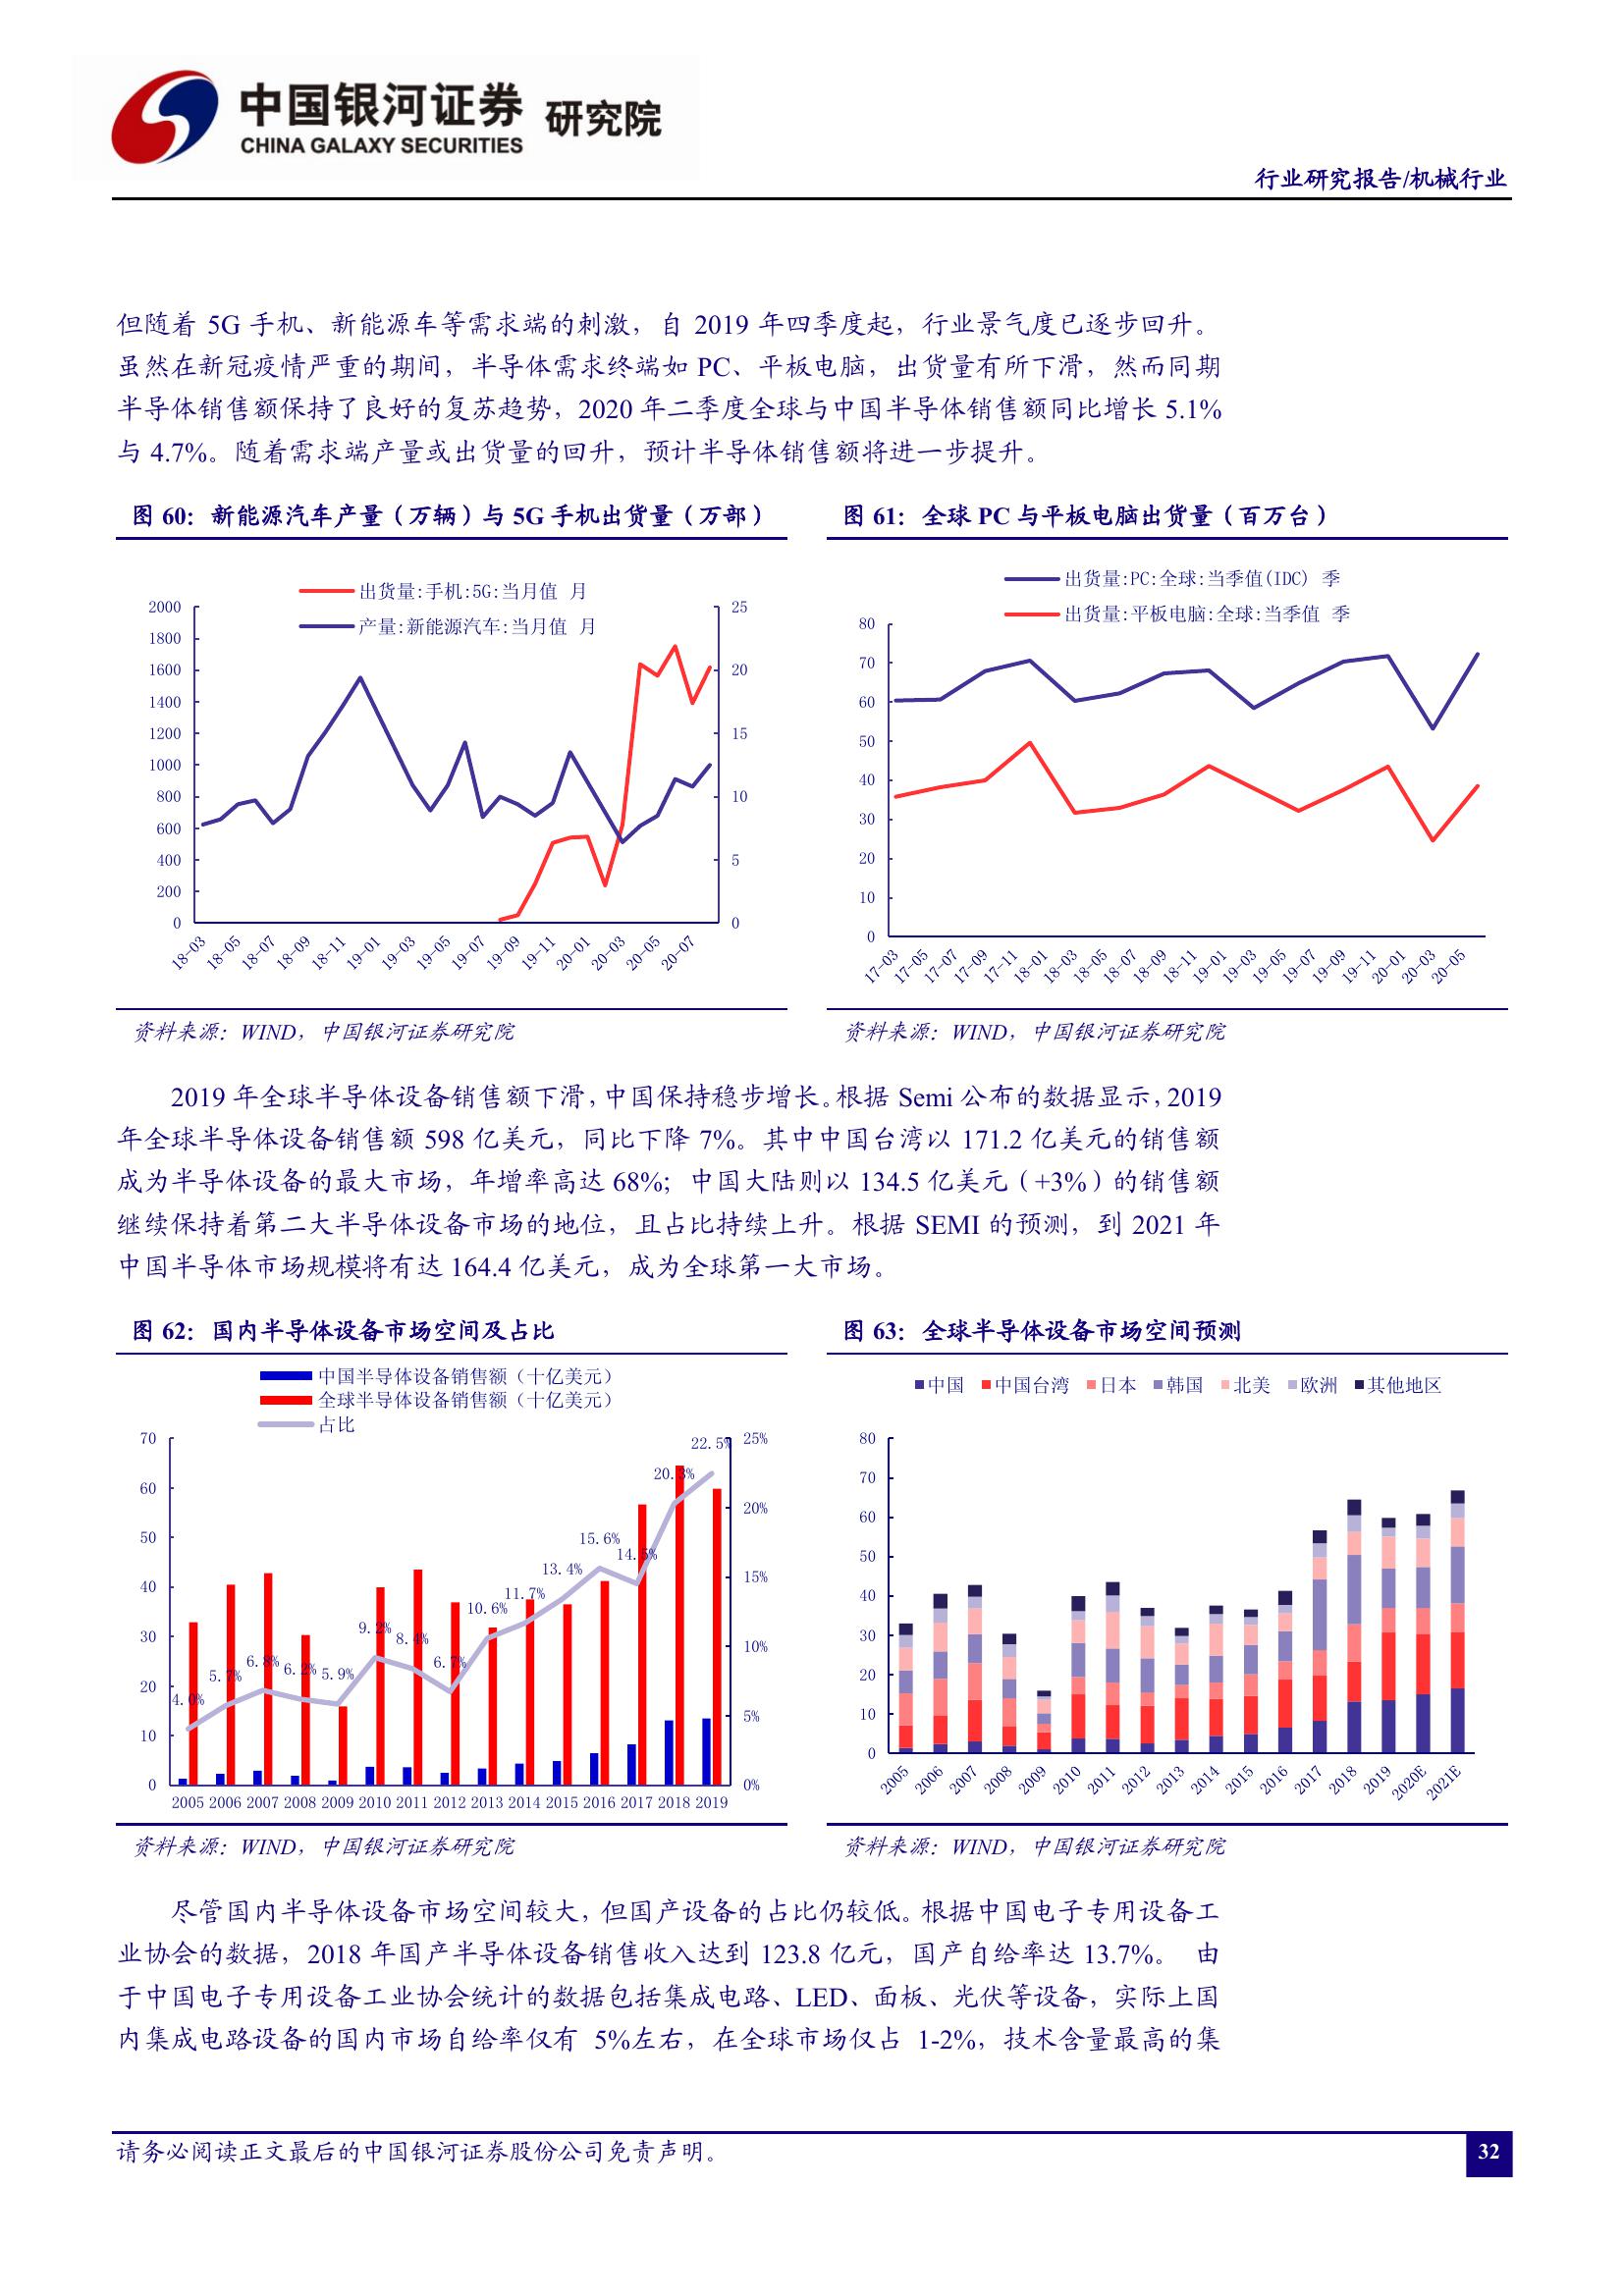 中国银河证券 研究院
CHINA GALAXY SECURITIES
行业研究报告/机械行业
但随着 5G 手机、新能源车等需求端的刺激，自 2019 年四季度起，行业景气度已逐步回升。
虽然在新冠疫情严重的期间，半导体需求终端如 PC、平板电脑，出货量有所下滑，然而同期
半导体销售额保持了良好的复苏趋势，2020 年二季度全球与中国半导体销售额同比增长 5.1%
与 4.7%。随着需求端产量或出货量的回升，预计半导体销售额将进一步提升。
图 60：新能源汽车产量（万辆）与 5G 手机出货量（万部）
出货量:手机:5G:当月值 月
产量:新能源汽车:当月值 月
2000
1800
1600
1400
1200
1000
800
600
400
200
0
25
20
15
10
5
0
18-03 18-05 18-07 18-09 18-11 19-01 19-03 19-05 19-07 19-09 19-11 20-01 20-03 20-05 20-07
资料来源：WIND，中国银河证券研究院
图 61：全球 PC 与平板电脑出货量（百万台）
出货量:PC:全球:当季值(IDC) 季
出货量:平板电脑:全球:当季值 季
80
70
60
50
40
30
20
10
0
17-03 17-05 17-07 17-09 17-11 18-01 18-03 18-05 18-07 18-09 18-11 19-01 19-03 19-05 19-07 19-09 19-11 20-01 20-03 20-05
资料来源：WIND，中国银河证券研究院
2019 年全球半导体设备销售额下滑，中国保持稳步增长。根据 Semi 公布的数据显示，2019
年全球半导体设备销售额 598 亿美元，同比下降 7%。其中中国台湾以 171.2 亿美元的销售额
成为半导体设备的最大市场，年增率高达 68%；中国大陆则以 134.5 亿美元（+3%）的销售额
继续保持着第二大半导体设备市场的地位，且占比持续上升。根据 SEMI 的预测，到 2021 年
中国半导体市场规模将有达 164.4 亿美元，成为全球第一大市场。
图 62：国内半导体设备市场空间及占比
中国半导体设备销售额（十亿美元）
全球半导体设备销售额（十亿美元）
占比
70
60
50
40
30
20
10
0
25%
20%
15%
10%
5%
0%
4.0% 5.7% 6.8% 6.2% 5.9% 9.2% 8.4% 6.7% 10.6% 11.7% 13.4% 15.6% 14.5% 20.3% 22.5%
2005 2006 2007 2008 2009 2010 2011 2012 2013 2014 2015 2016 2017 2018 2019
资料来源：WIND，中国银河证券研究院
图 63：全球半导体设备市场空间预测
中国 中国台湾 日本 韩国 北美 欧洲 其他地区
80
70
60
50
40
30
20
10
0
2005 2006 2007 2008 2009 2010 2011 2012 2013 2014 2015 2016 2017 2018 2019 2020E 2021E
资料来源：WIND，中国银河证券研究院
尽管国内半导体设备市场空间较大，但国产设备的占比仍较低。根据中国电子专用设备工
业协会的数据，2018 年国产半导体设备销售收入达到 123.8 亿元，国产自给率达 13.7%。 由
于中国电子专用设备工业协会统计的数据包括集成电路、LED、面板、光伏等设备，实际上国
内集成电路设备的国内市场自给率仅有 5%左右，在全球市场仅占 1-2%，技术含量最高的集
请务必阅读正文最后的中国银河证券股份公司免责声明。
32